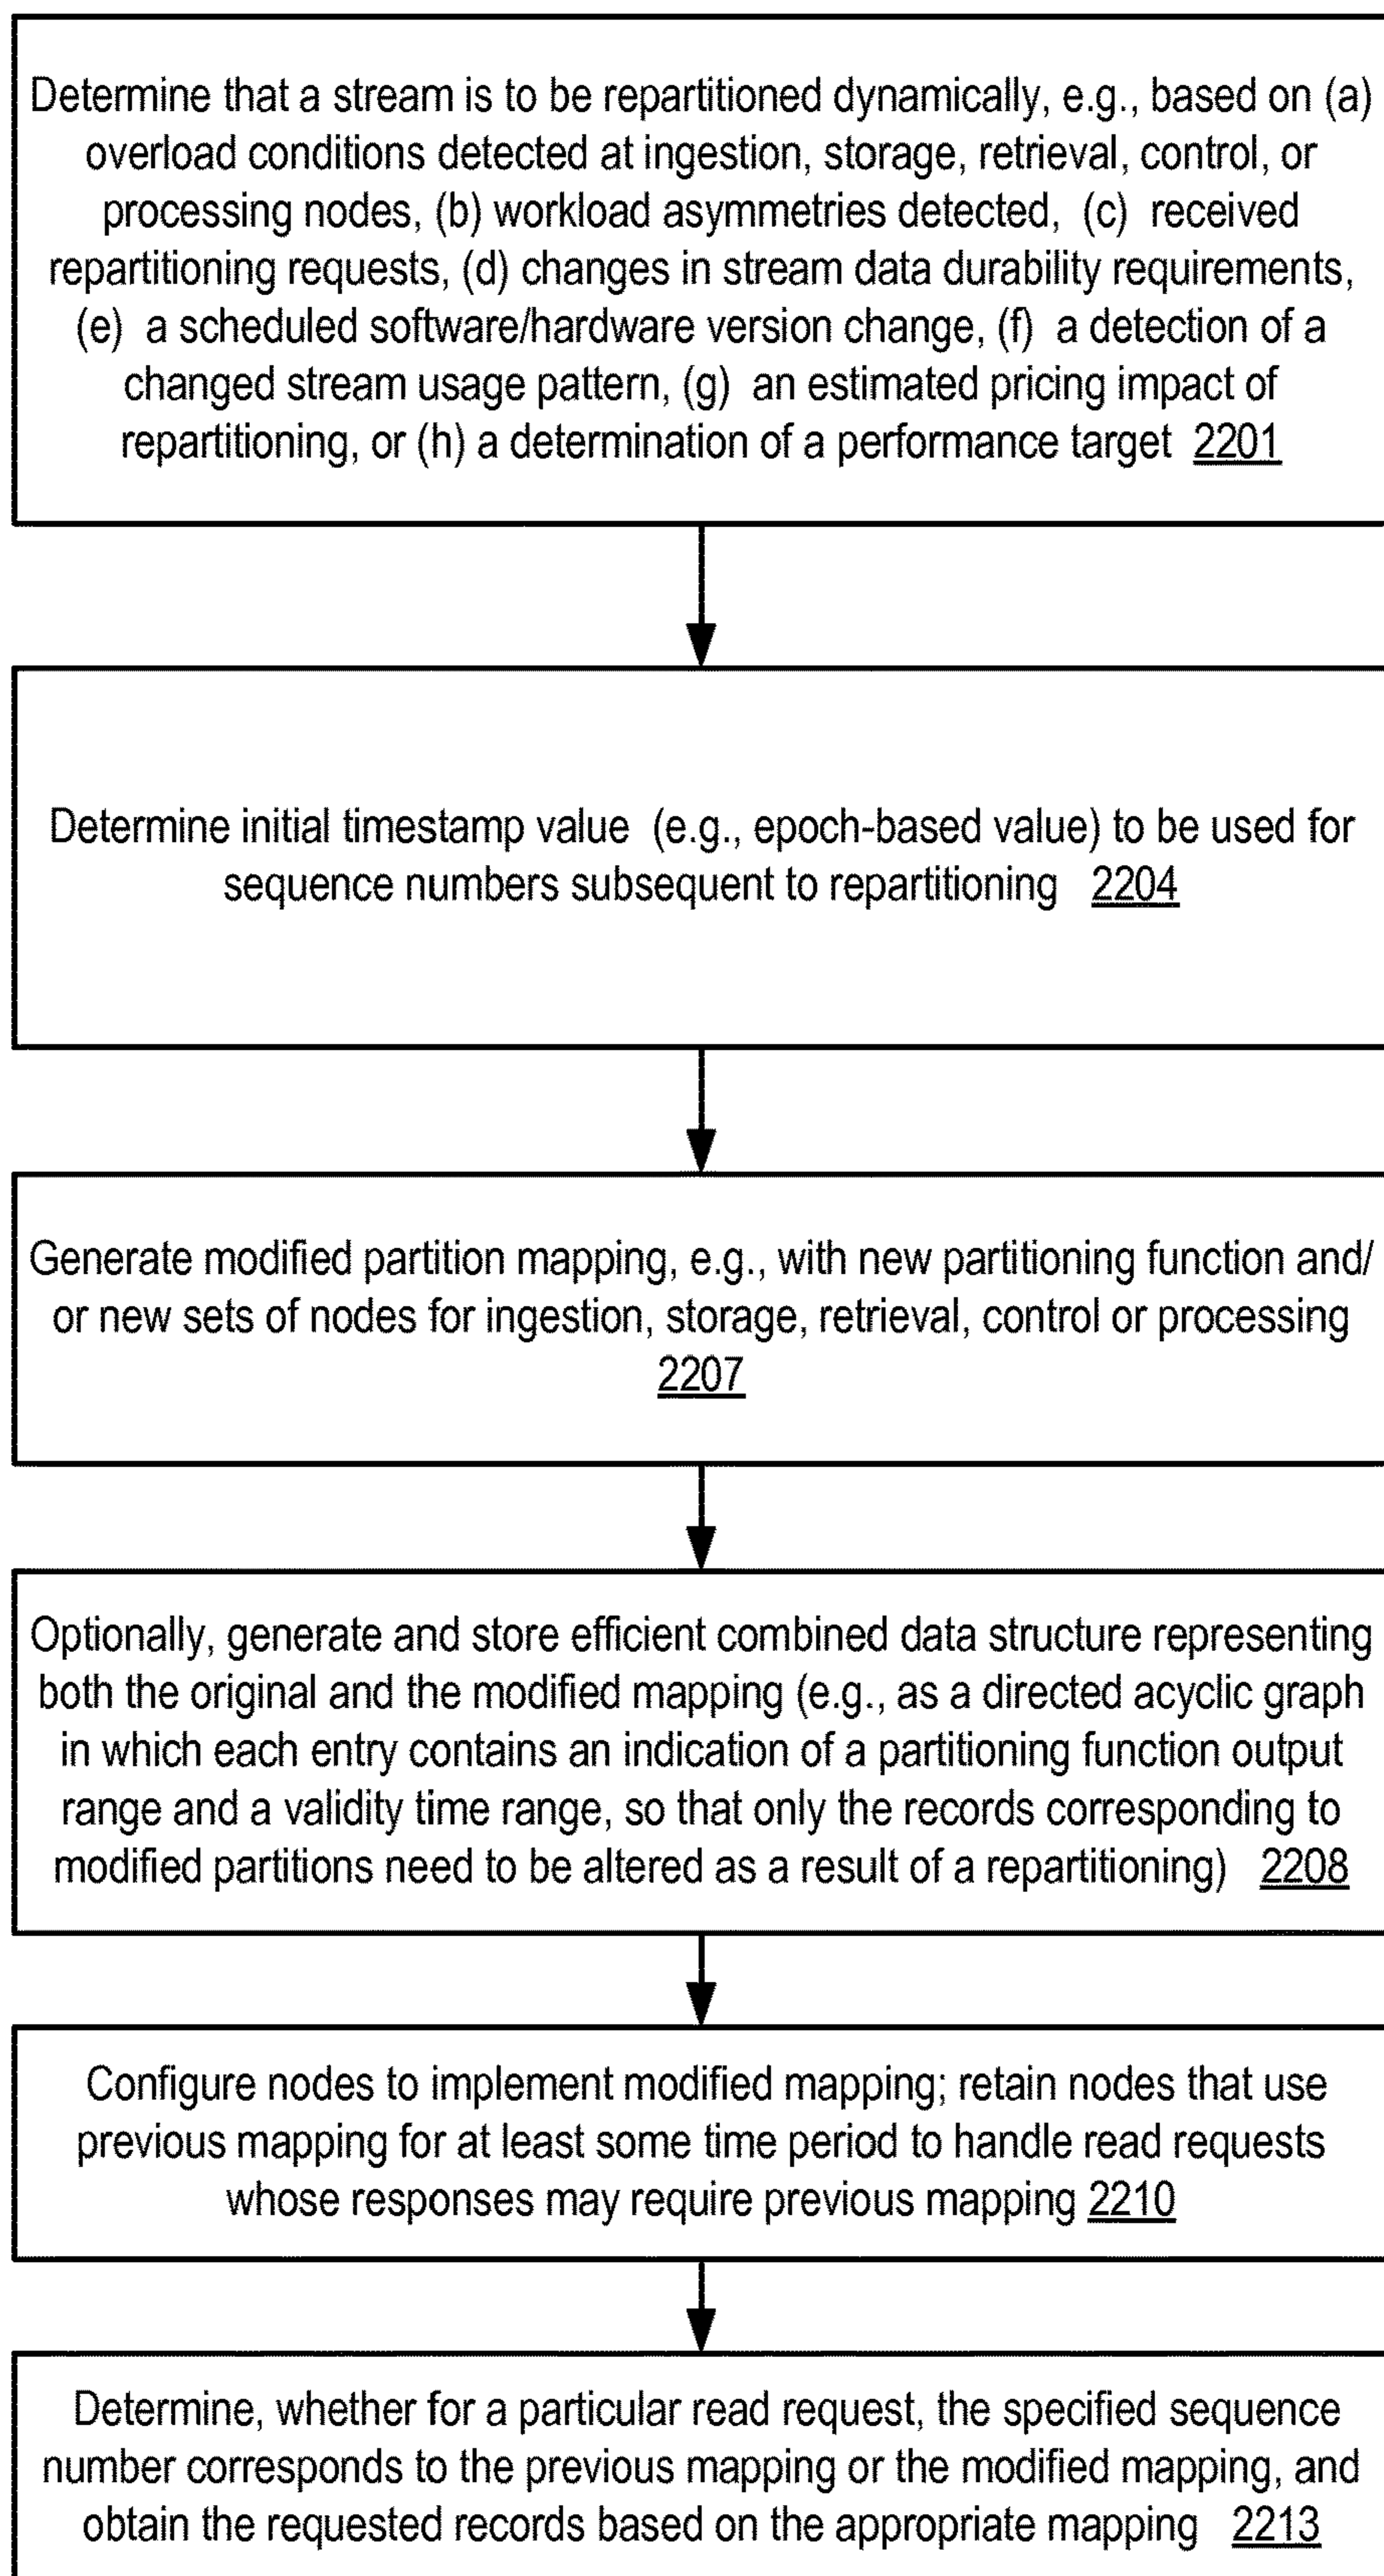 Determine that a stream is to be repartitioned dynamically, e.g., based on (a)
overload conditions detected at ingestion, storage, retrieval, control, or
processing nodes, (b) workload asymmetries detected, (c) received
repartitioning requests, (d) changes in stream data durability requirements,
(e) a scheduled software/hardware version change, (f) a detection of a
changed stream usage pattern, (g) an estimated pricing impact of
repartitioning, or (h) a determination of a performance target 2201
Determine initial timestamp value (e.g., epoch-based value) to be used for
sequence numbers subsequent to repartitioning 2204
Generate modified partition mapping, e.g., with new partitioning function and/
or new sets of nodes for ingestion, storage, retrieval, control or processing
2207
Optionally, generate and store efficient combined data structure representing
both the original and the modified mapping (e.g., as a directed acyclic graph
in which each entry contains an indication of a partitioning function output
range and a validity time range, so that only the records corresponding to
modified partitions need to be altered as a result of a repartitioning) 2208
Configure nodes to implement modified mapping; retain nodes that use
previous mapping for at least some time period to handle read requests
whose responses may require previous mapping 2210
Determine, whether for a particular read request, the specified sequence
number corresponds to the previous mapping or the modified mapping, and
obtain the requested records based on the appropriate mapping 2213